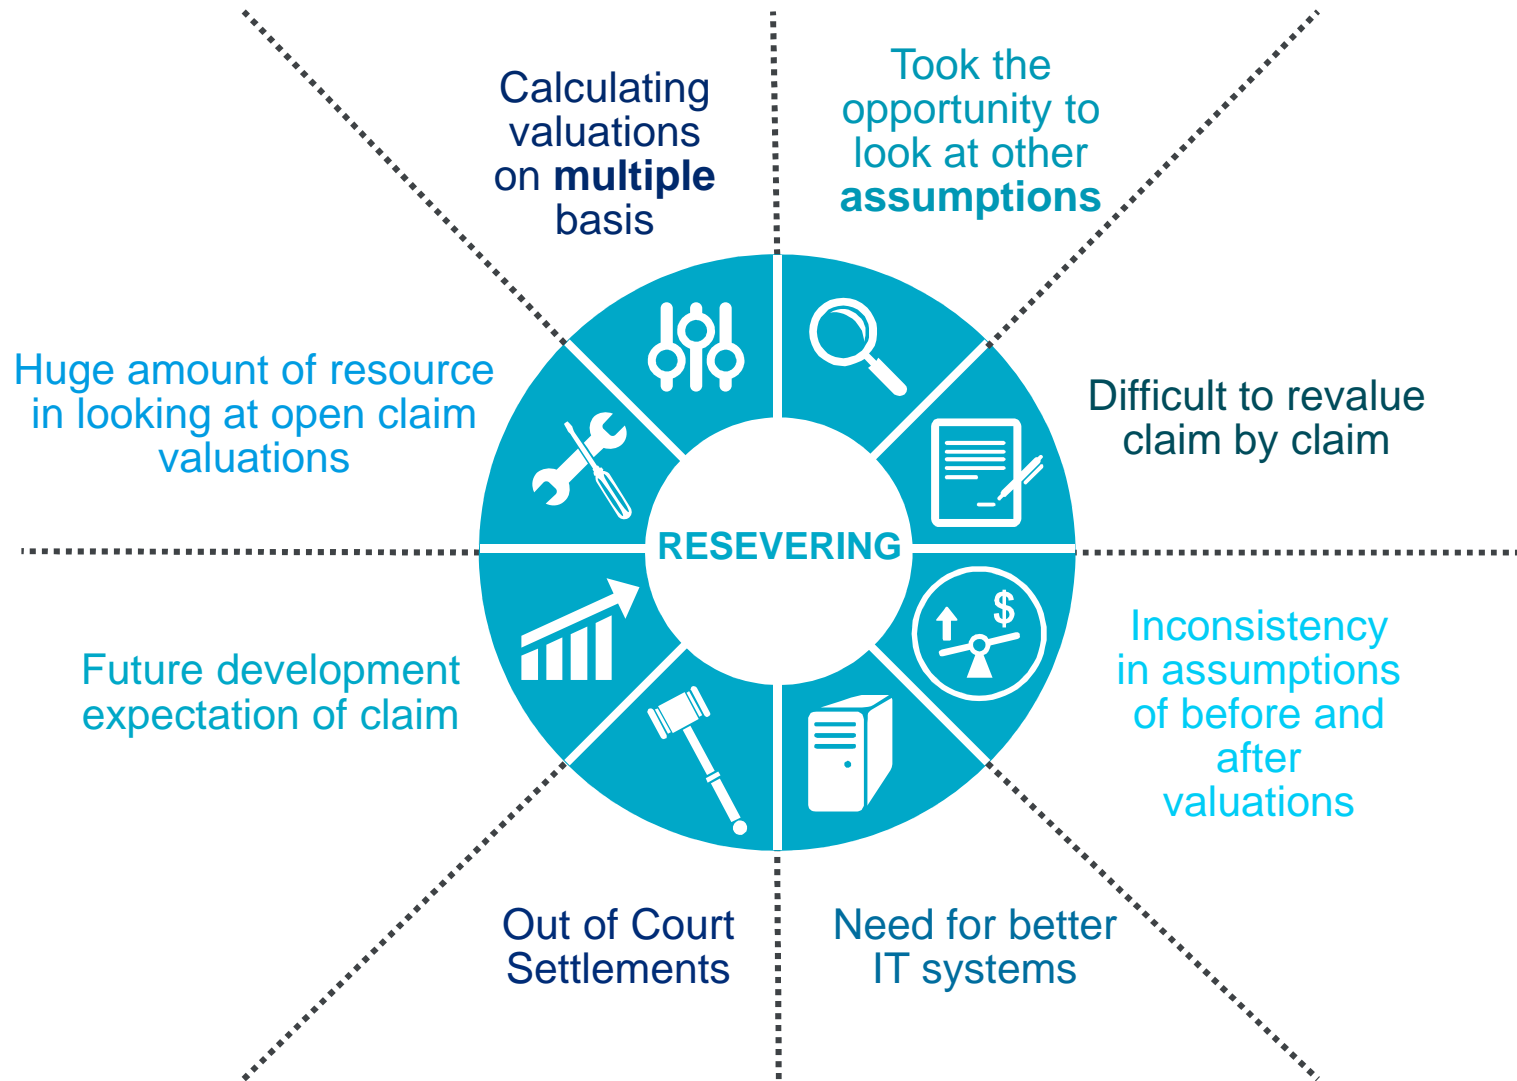 Calculating
valuations
on multiple
basis
Took the
opportunity to
look at other
assumptions
Difficult to revalue
claim by claim
Inconsistency
in assumptions
of before and
after
valuations
Need for better
IT systems
Out of Court
Settlements
Future development
expectation of claim
Huge amount of resource
in looking at open claim
valuations
RESEVERING
$